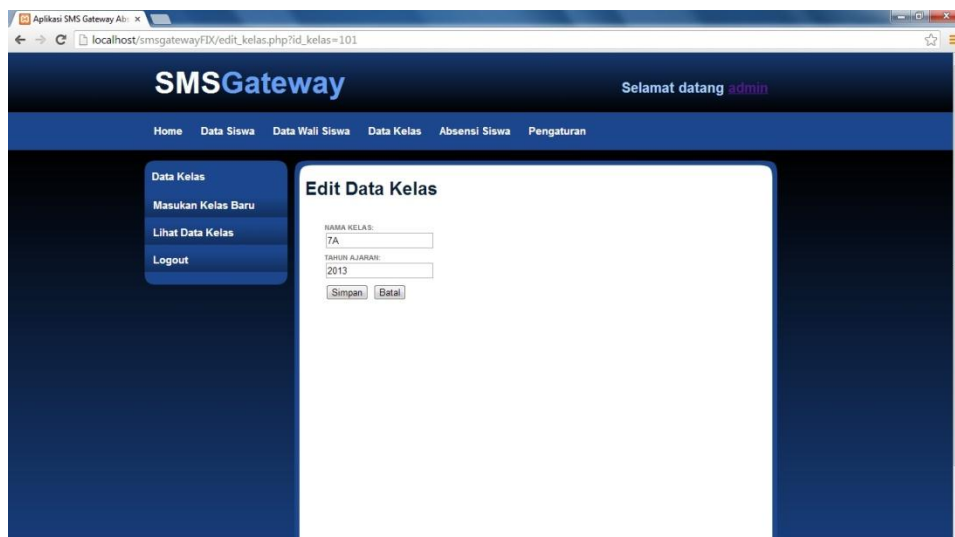 Aplikasi SMS Gateway Ab
localhost/smsgatewayFIX/edit_kelas.php?id_kelas=101
SMSGateway
Selamat datang admin
Home Data Siswa Data Wali Siswa Data Kelas Absensi Siswa Pengaturan
Data Kelas
Masukan Kelas Baru
Lihat Data Kelas
Logout
Edit Data Kelas
NAMA KELAS:
7A
TAHUN AJARAN:
2013
Simpan Batal